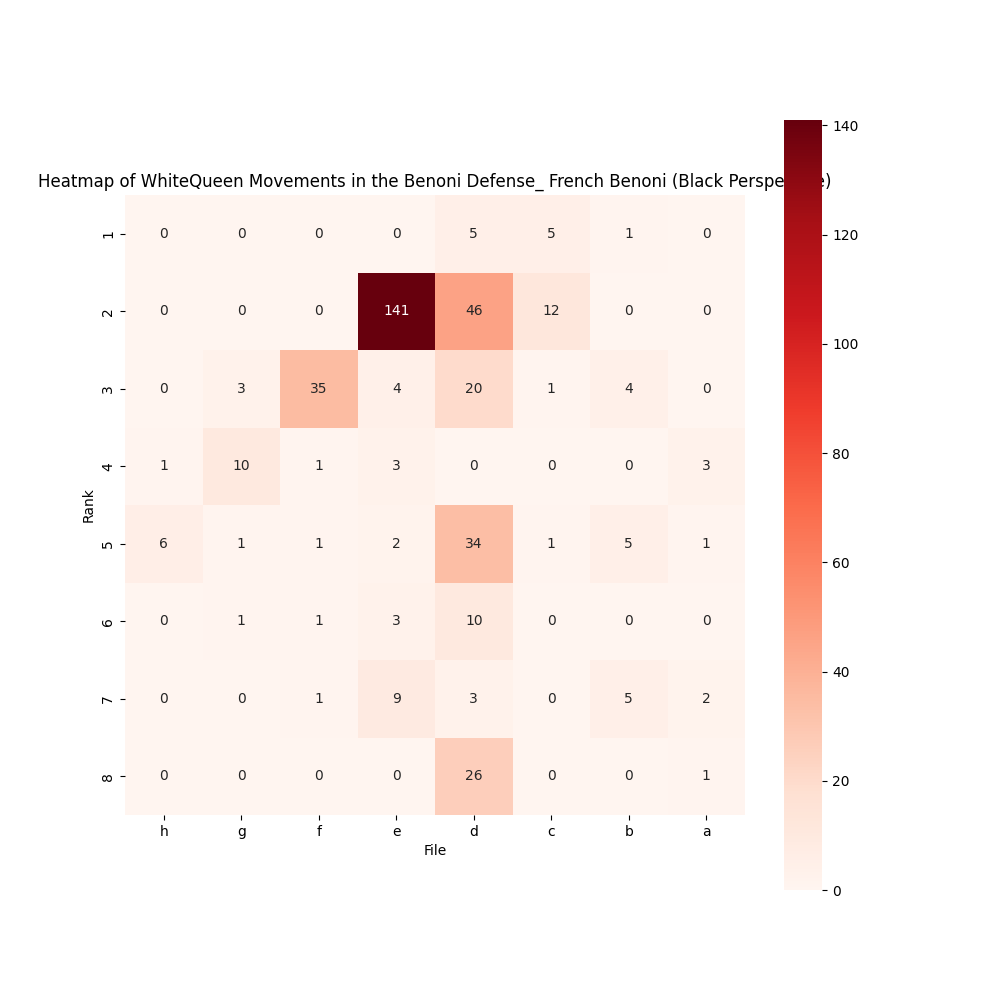 Heatmap of WhiteQueen Movements in the Benoni Defense_ French Benoni (Black Perspe e)
140
120
100
80
60
40
20
0
Rank
1 0 0 0 0 5 5 1 0
2 0 0 0 141 46 12 0 0
3 0 3 35 4 20 1 4 0
4 1 10 1 3 0 0 0 3
5 6 1 1 2 34 1 5 1
6 0 1 1 3 10 0 0 0
7 0 0 1 9 3 0 5 2
8 0 0 0 0 26 0 0 1
h g f e d c b a
File